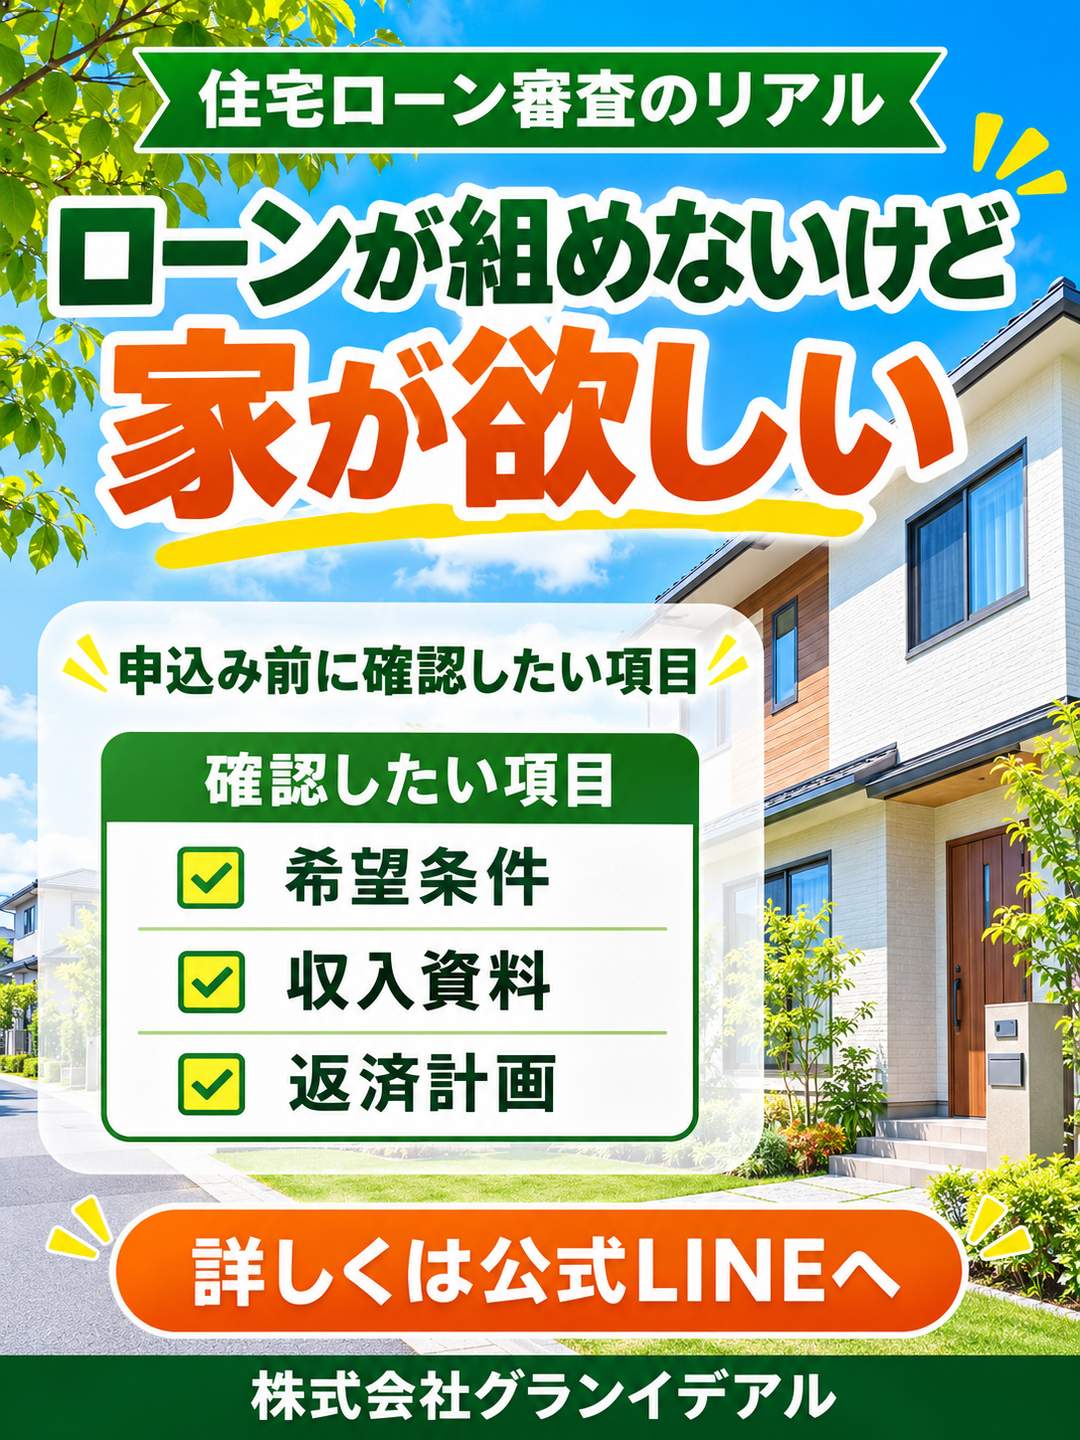 住宅ローン審査のリアル
ローンが組めないけど
家が欲しい
申込み前に確認したい項目
確認したい項目
希望条件
収入資料
返済計画
詳しくは公式LINEへ
株式会社グランイデアル